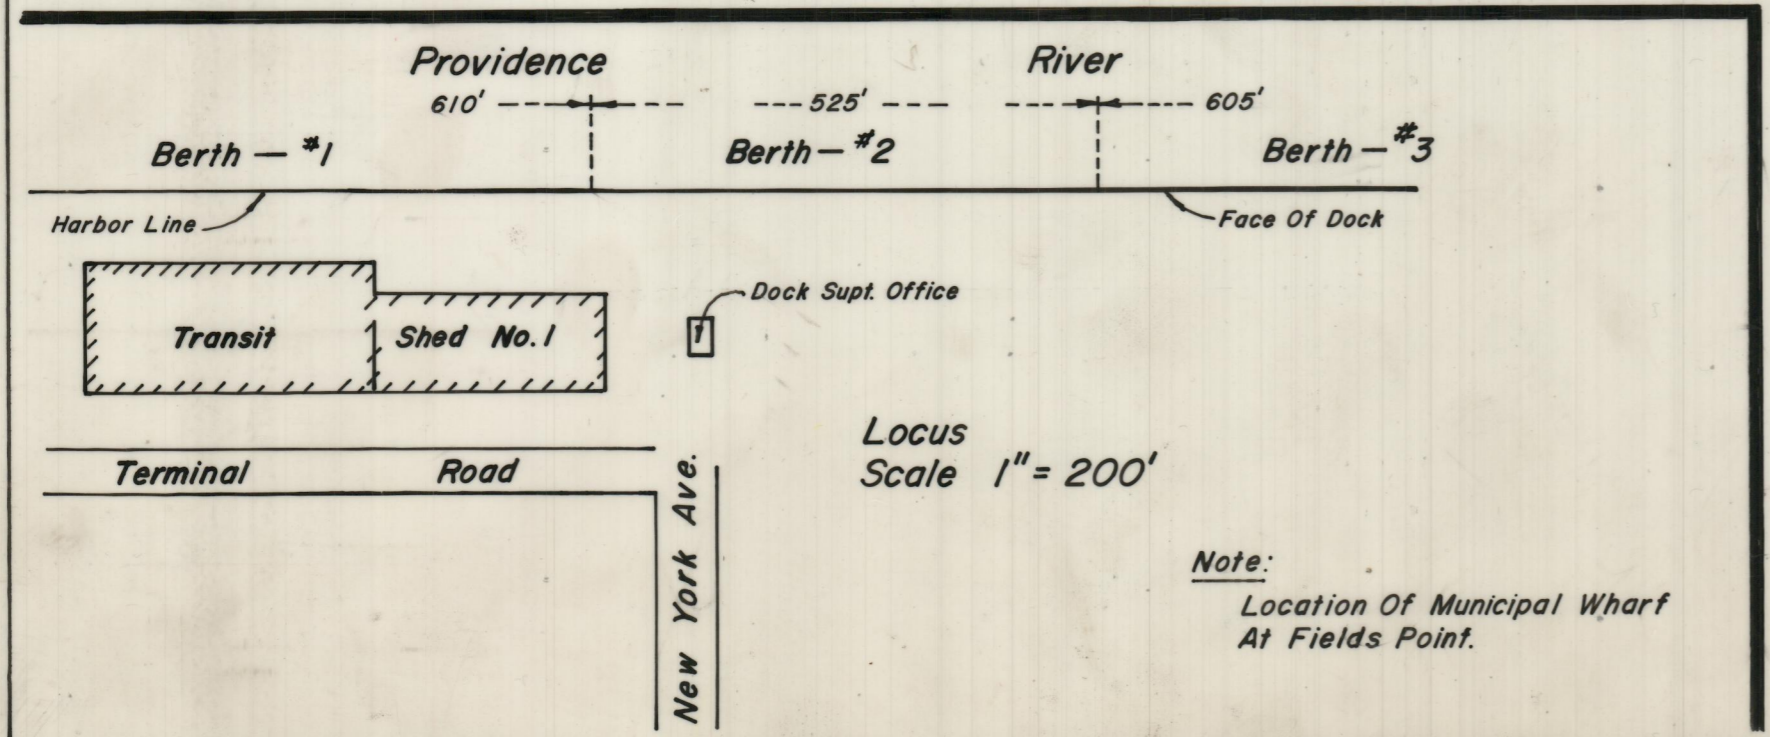 Providence River
610' 525' 605'
Berth — #1 Berth — #2 Berth — #3
Harbor Line Face Of Dock
Dock Supt. Office
Transit Shed No. 1
Locus
Terminal Road Scale 1" = 200'
New York Ave.
Note:
Location Of Municipal Wharf
At Fields Point.